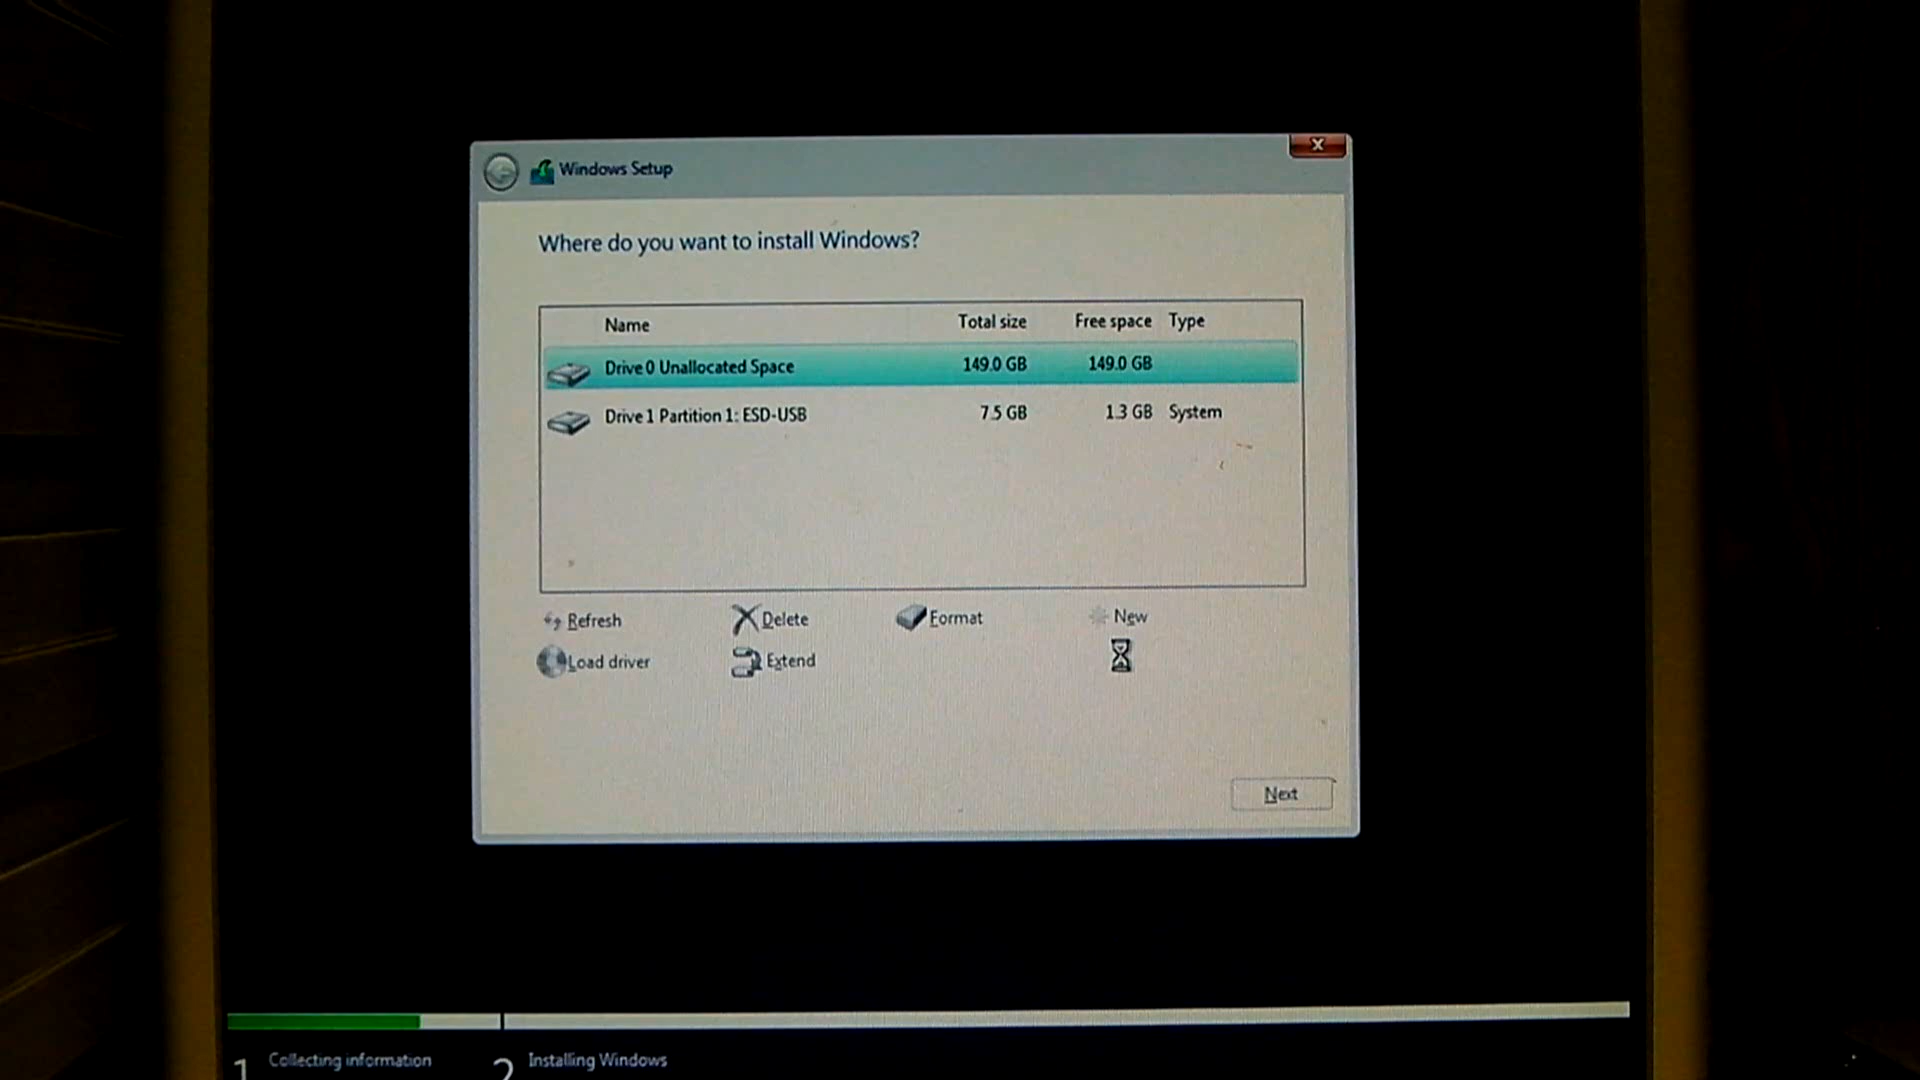 Windows Setup
x
Where do you want to install Windows?
Name Total size Free space Type
Drive 0 Unallocated Space 149.0 GB 149.0 GB
Drive 1 Partition 1: ESD-USB 7.5 GB 1.3 GB System
Refresh Delete Format New
Load driver Extend
Next
1 Collecting information 2 Installing Windows